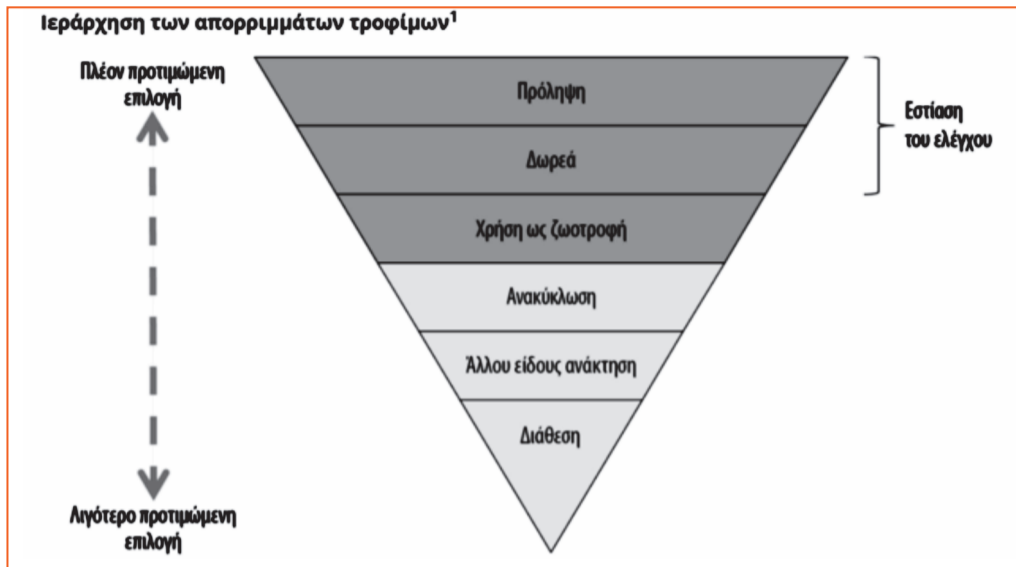 Ιεράρχηση των απορριμμάτων τροφίμων¹
Πλέον προτιμώμενη
επιλογή
Πρόληψη
Εστίαση
του ελέγχου
Δωρεά
Χρήση ως ζωοτροφή
Ανακύκλωση
Άλλου είδους ανάκτηση
Διάθεση
Λιγότερο προτιμώμενη
επιλογή